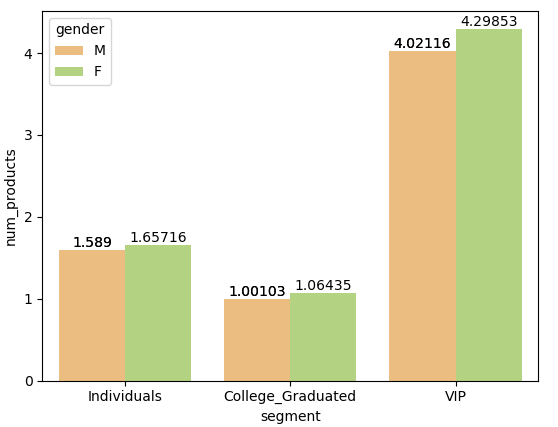 gender
M
F
4.29853
4.02116
1.589
1.65716
1.00103
1.06435
num_products
4
3
2
1
0
Individuals
College_Graduated
VIP
segment